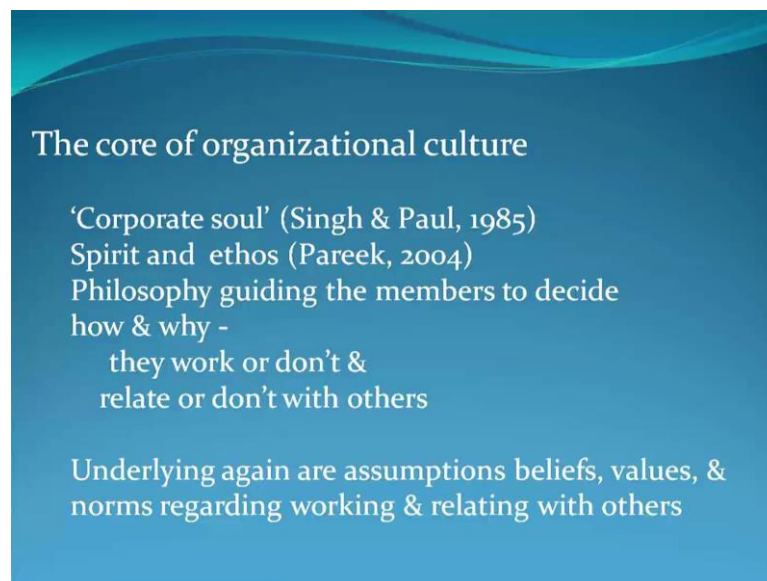 The core of organizational culture
‘Corporate soul’ (Singh & Paul, 1985)
Spirit and ethos (Pareek, 2004)
Philosophy guiding the members to decide
how & why -
they work or don’t &
relate or don’t with others
Underlying again are assumptions beliefs, values, &
norms regarding working & relating with others